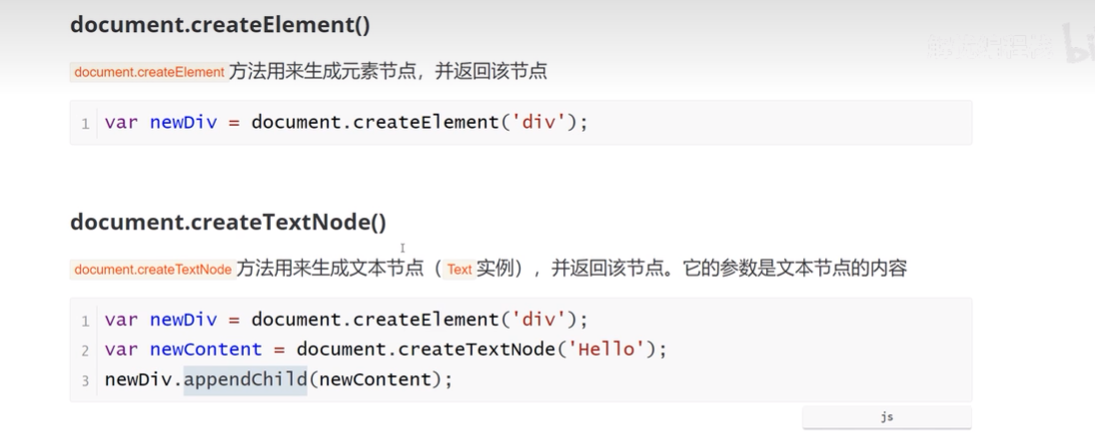 document.createElement()
document.createElement 方法用来生成元素节点，并返回该节点
1 var newDiv = document.createElement('div');
document.createTextNode()
document.createTextNode 方法用来生成文本节点（ Text 实例），并返回该节点。它的参数是文本节点的内容
1 var newDiv = document.createElement('div');
2 var newContent = document.createTextNode('Hello');
3 newDiv.appendChild(newContent);
js